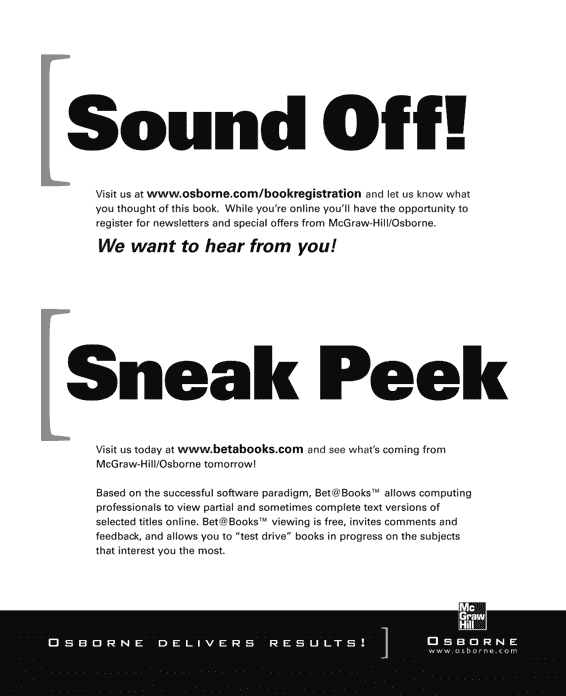 Sound Off!
Visit us at www.osborne.com/bookregistration and let us know what
you thought of this book. While you're online you'll have the opportunity to
register for newsletters and special offers from McGraw-Hill/Osborne.
We want to hear from you!
Sneak Peek
Visit us today at www.betabooks.com and see what's coming from
McGraw-Hill/Osborne tomorrow!
Based on the successful software paradigm, Bet@Books™ allows computing
professionals to view partial and sometimes complete text versions of
selected titles online. Bet@Books™ viewing is free, invites comments and
feedback, and allows you to “test drive” books in progress on the subjects
that interest you the most.
Mc
Graw
Hill
OSBORNE DELIVERS RESULTS!
OSBORNE
www.osborne.com